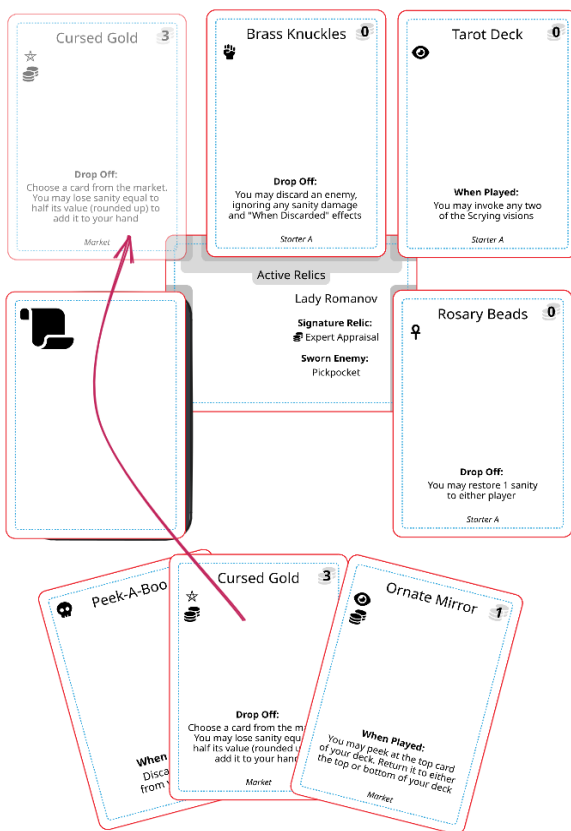 Cursed Gold
3
Drop Off:
Choose a card from the market.
You may lose sanity equal to
half its value (rounded up) to
add it to your hand
Market
Brass Knuckles
0
Drop Off:
You may discard an enemy,
ignoring any sanity damage
and "When Discarded" effects
Starter A
Tarot Deck
0
When Played:
You may invoke any two
of the Scrying visions
Starter A
Active Relics
Lady Romanov
Signature Relic:
Expert Appraisal
Sworn Enemy:
Pickpocket
Rosary Beads
0
Drop Off:
You may restore 1 sanity
to either player
Starter A
Peek-A-Boo
When
Disca
from
Cursed Gold
3
Drop Off:
Choose a card from the m
You may lose sanity equ
half its value (rounded u
add it to your hand
Market
Ornate Mirror
1
When Played:
You may peek at the top card
of your deck. Return it to either
the top or bottom of your deck
Market